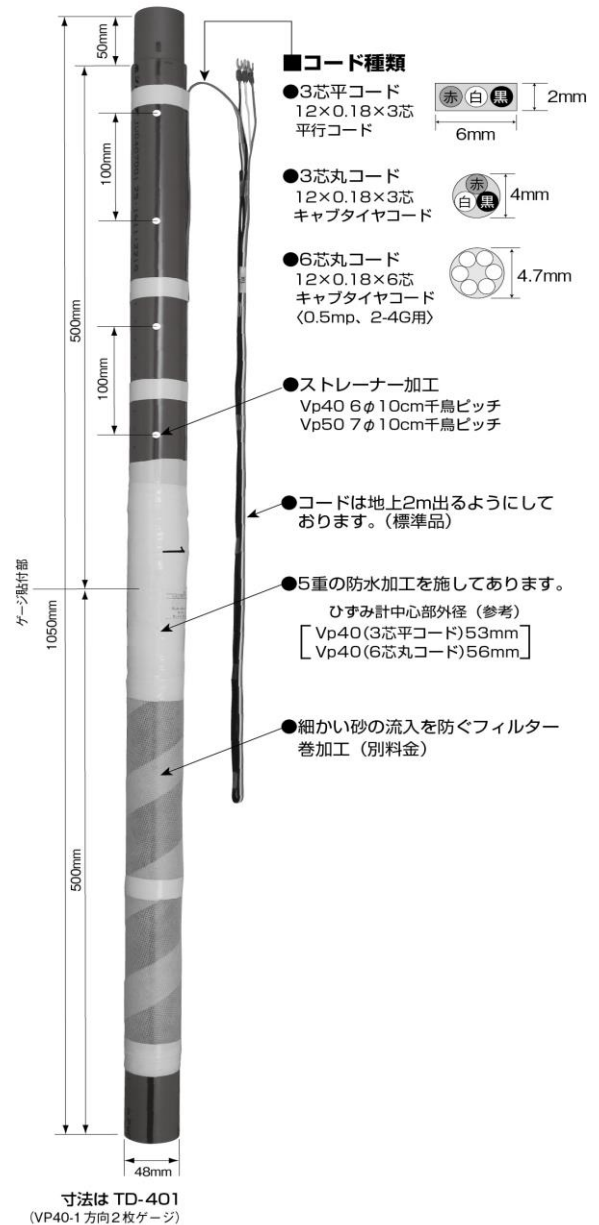 50mm
100mm
500mm
100mm
ゲージ貼付部
1050mm
500mm
48mm
1
寸法は TD-401
(VP40-1方向2枚ゲージ)
■コード種類
●3芯平コード
12×0.18×3芯
平行コード
赤 白 黒
2mm
6mm
●3芯丸コード
12×0.18×3芯
キャブタイヤコード
赤
白 黒
4mm
●6芯丸コード
12×0.18×6芯
キャブタイヤコード
〈0.5mp、2-4G用〉
4.7mm
●ストレーナー加工
Vp40 6φ10cm千鳥ピッチ
Vp50 7φ10cm千鳥ピッチ
●コードは地上2m出るようにして
おります。(標準品)
●5重の防水加工を施してあります。
ひずみ計中心部外径(参考)
Vp40(3芯平コード)53mm
Vp40(6芯丸コード)56mm
●細かい砂の流入を防ぐフィルター
巻加工(別料金)